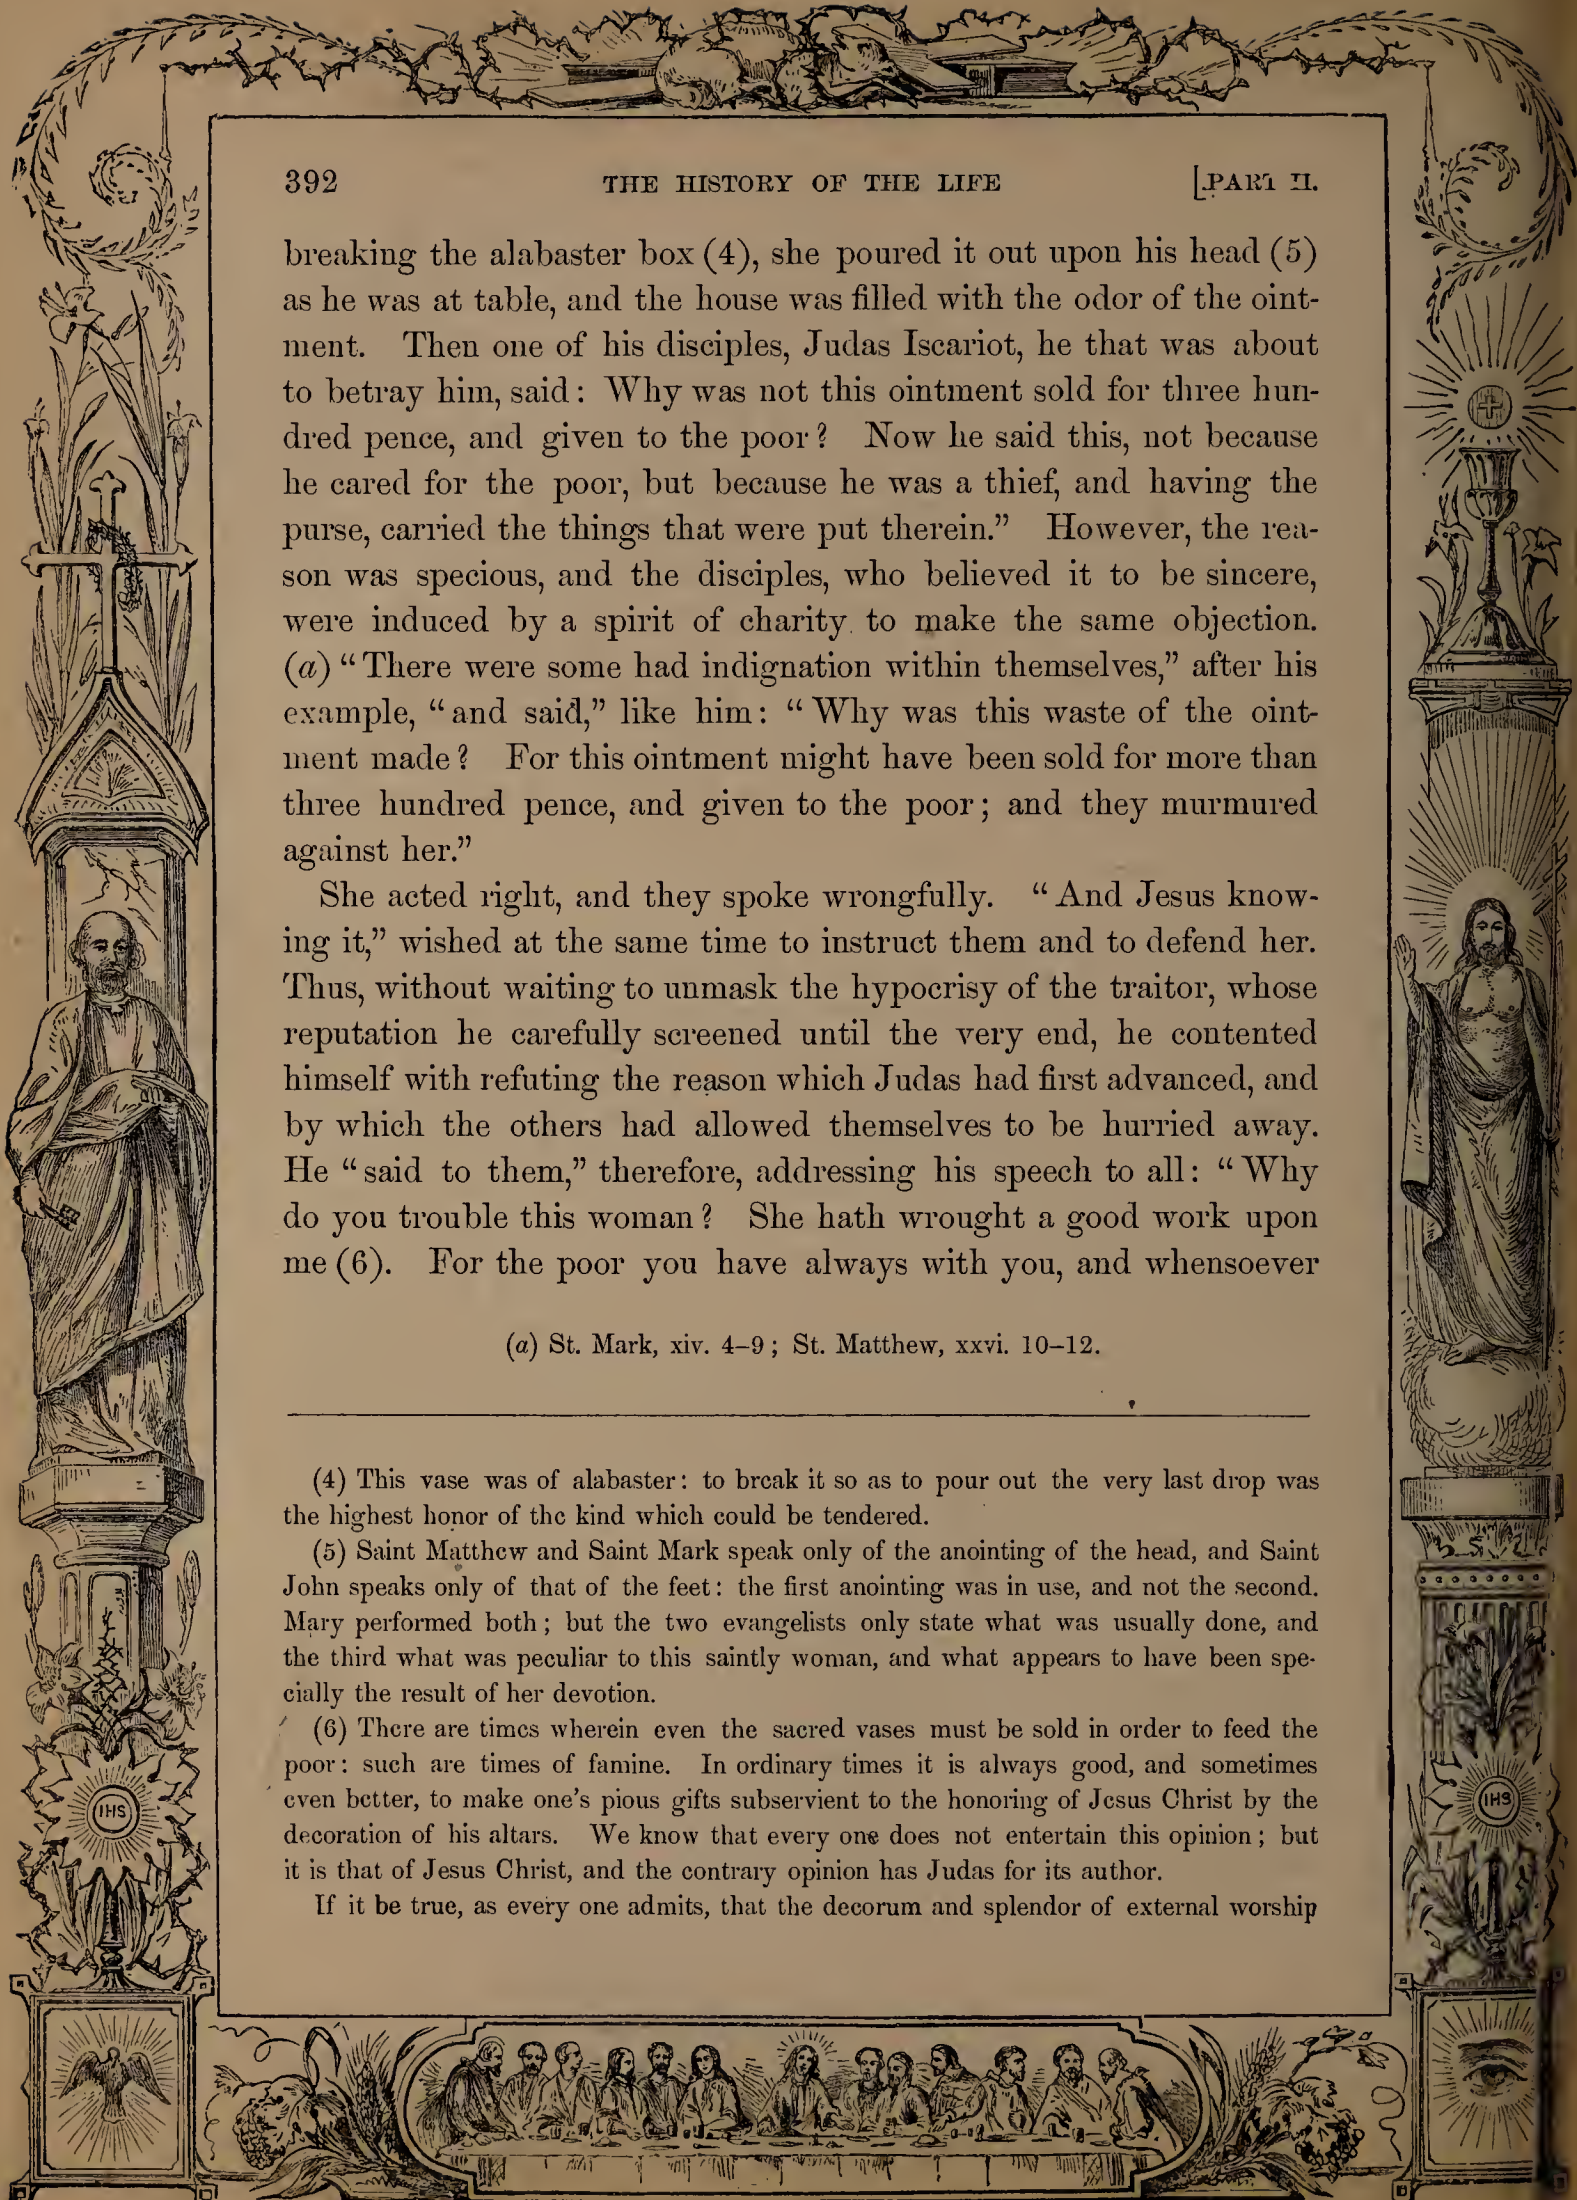 392 THE HISTORY OF THE LIFE [PART II.
breaking the alabaster box (4), she poured it out upon his head (5)
as he was at table, and the house was filled with the odor of the oint-
ment. Then one of his disciples, Judas Iscariot, he that was about
to betray him, said: Why was not this ointment sold for three hun-
dred pence, and given to the poor? Now he said this, not because
he cared for the poor, but because he was a thief, and having the
purse, carried the things that were put therein.” However, the rea-
son was specious, and the disciples, who believed it to be sincere,
were induced by a spirit of charity to make the same objection.
(a) “There were some had indignation within themselves,” after his
example, “and said,” like him: “Why was this waste of the oint-
ment made? For this ointment might have been sold for more than
three hundred pence, and given to the poor; and they murmured
against her.”
She acted right, and they spoke wrongfully. “And Jesus know-
ing it,” wished at the same time to instruct them and to defend her.
Thus, without waiting to unmask the hypocrisy of the traitor, whose
reputation he carefully screened until the very end, he contented
himself with refuting the reason which Judas had first advanced, and
by which the others had allowed themselves to be hurried away.
He “said to them,” therefore, addressing his speech to all: “Why
do you trouble this woman? She hath wrought a good work upon
me (6). For the poor you have always with you, and whensoever
(a) St. Mark, xiv. 4–9; St. Matthew, xxvi. 10–12.
(4) This vase was of alabaster: to break it so as to pour out the very last drop was
the highest honor of the kind which could be tendered.
(5) Saint Matthew and Saint Mark speak only of the anointing of the head, and Saint
John speaks only of that of the feet: the first anointing was in use, and not the second.
Mary performed both; but the two evangelists only state what was usually done, and
the third what was peculiar to this saintly woman, and what appears to have been spe-
cially the result of her devotion.
(6) There are times wherein even the sacred vases must be sold in order to feed the
poor: such are times of famine. In ordinary times it is always good, and sometimes
even better, to make one's pious gifts subservient to the honoring of Jesus Christ by the
decoration of his altars. We know that every one does not entertain this opinion; but
it is that of Jesus Christ, and the contrary opinion has Judas for its author.
If it be true, as every one admits, that the decorum and splendor of external worship
IHS
IHS